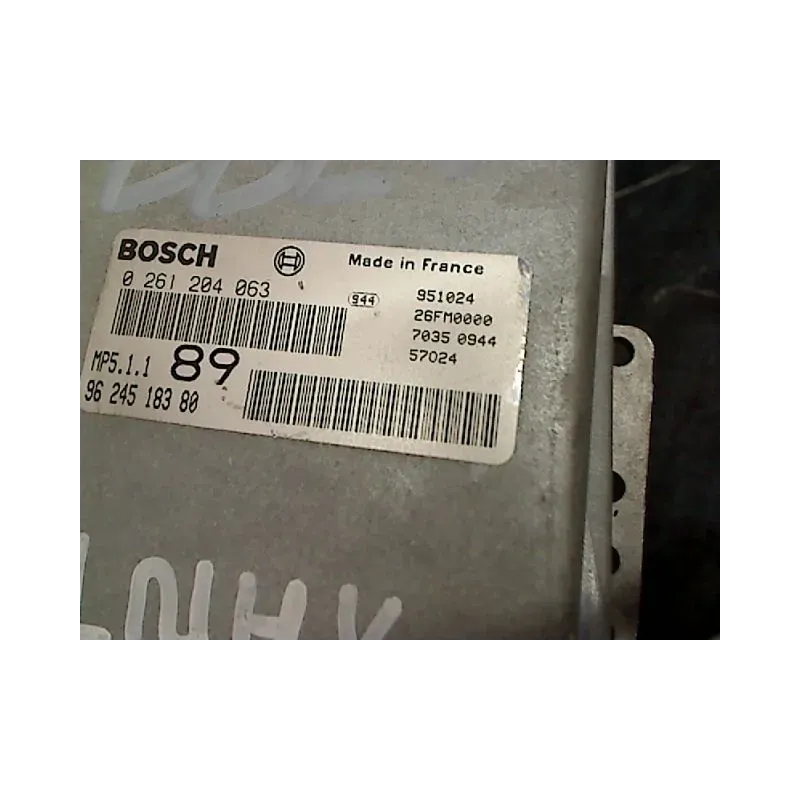 BOSCH Made in France
0 261 204 063 944 951024
26FM0000
7035 0944
MP5.1.1 89 57024
96 245 183 80